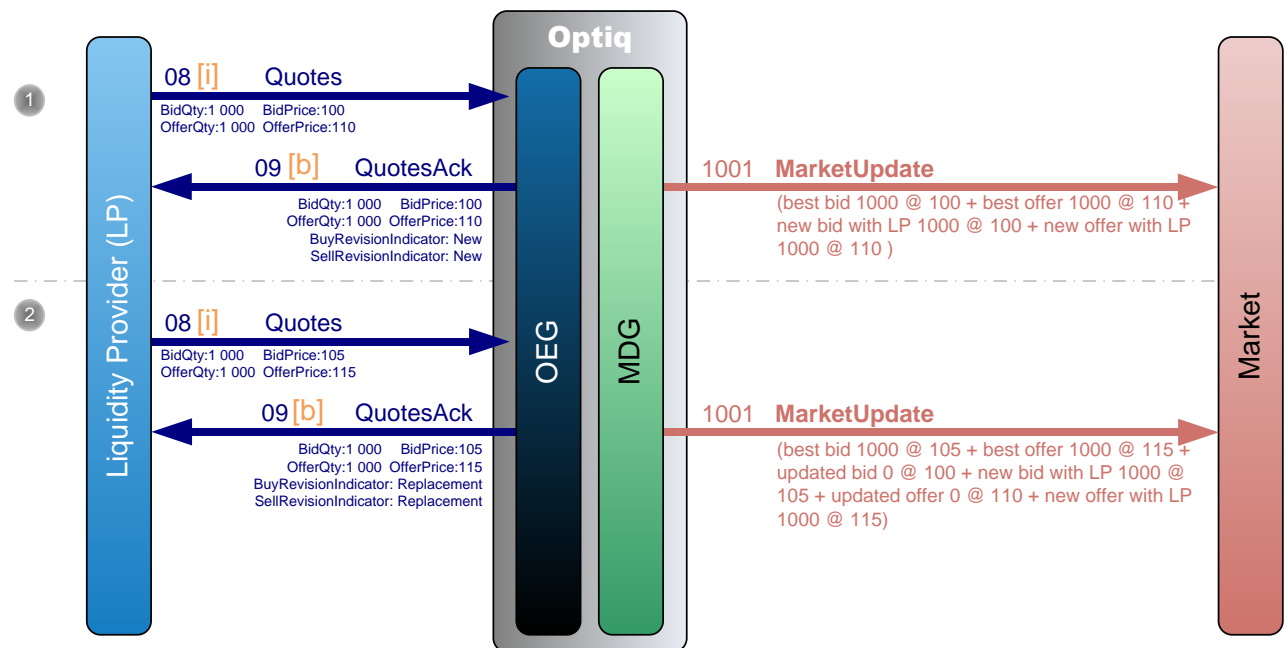 Optiq
Liquidity Provider (LP)
OEG
MDG
Market
1
08 [i] Quotes
BidQty:1 000 BidPrice:100
OfferQty:1 000 OfferPrice:110
09 [b] QuotesAck
BidQty:1 000 BidPrice:100
OfferQty:1 000 OfferPrice:110
BuyRevisionIndicator: New
SellRevisionIndicator: New
1001 MarketUpdate
(best bid 1000 @ 100 + best offer 1000 @ 110 +
new bid with LP 1000 @ 100 + new offer with LP
1000 @ 110 )
2
08 [i] Quotes
BidQty:1 000 BidPrice:105
OfferQty:1 000 OfferPrice:115
09 [b] QuotesAck
BidQty:1 000 BidPrice:105
OfferQty:1 000 OfferPrice:115
BuyRevisionIndicator: Replacement
SellRevisionIndicator: Replacement
1001 MarketUpdate
(best bid 1000 @ 105 + best offer 1000 @ 115 +
updated bid 0 @ 100 + new bid with LP 1000 @
105 + updated offer 0 @ 110 + new offer with LP
1000 @ 115)